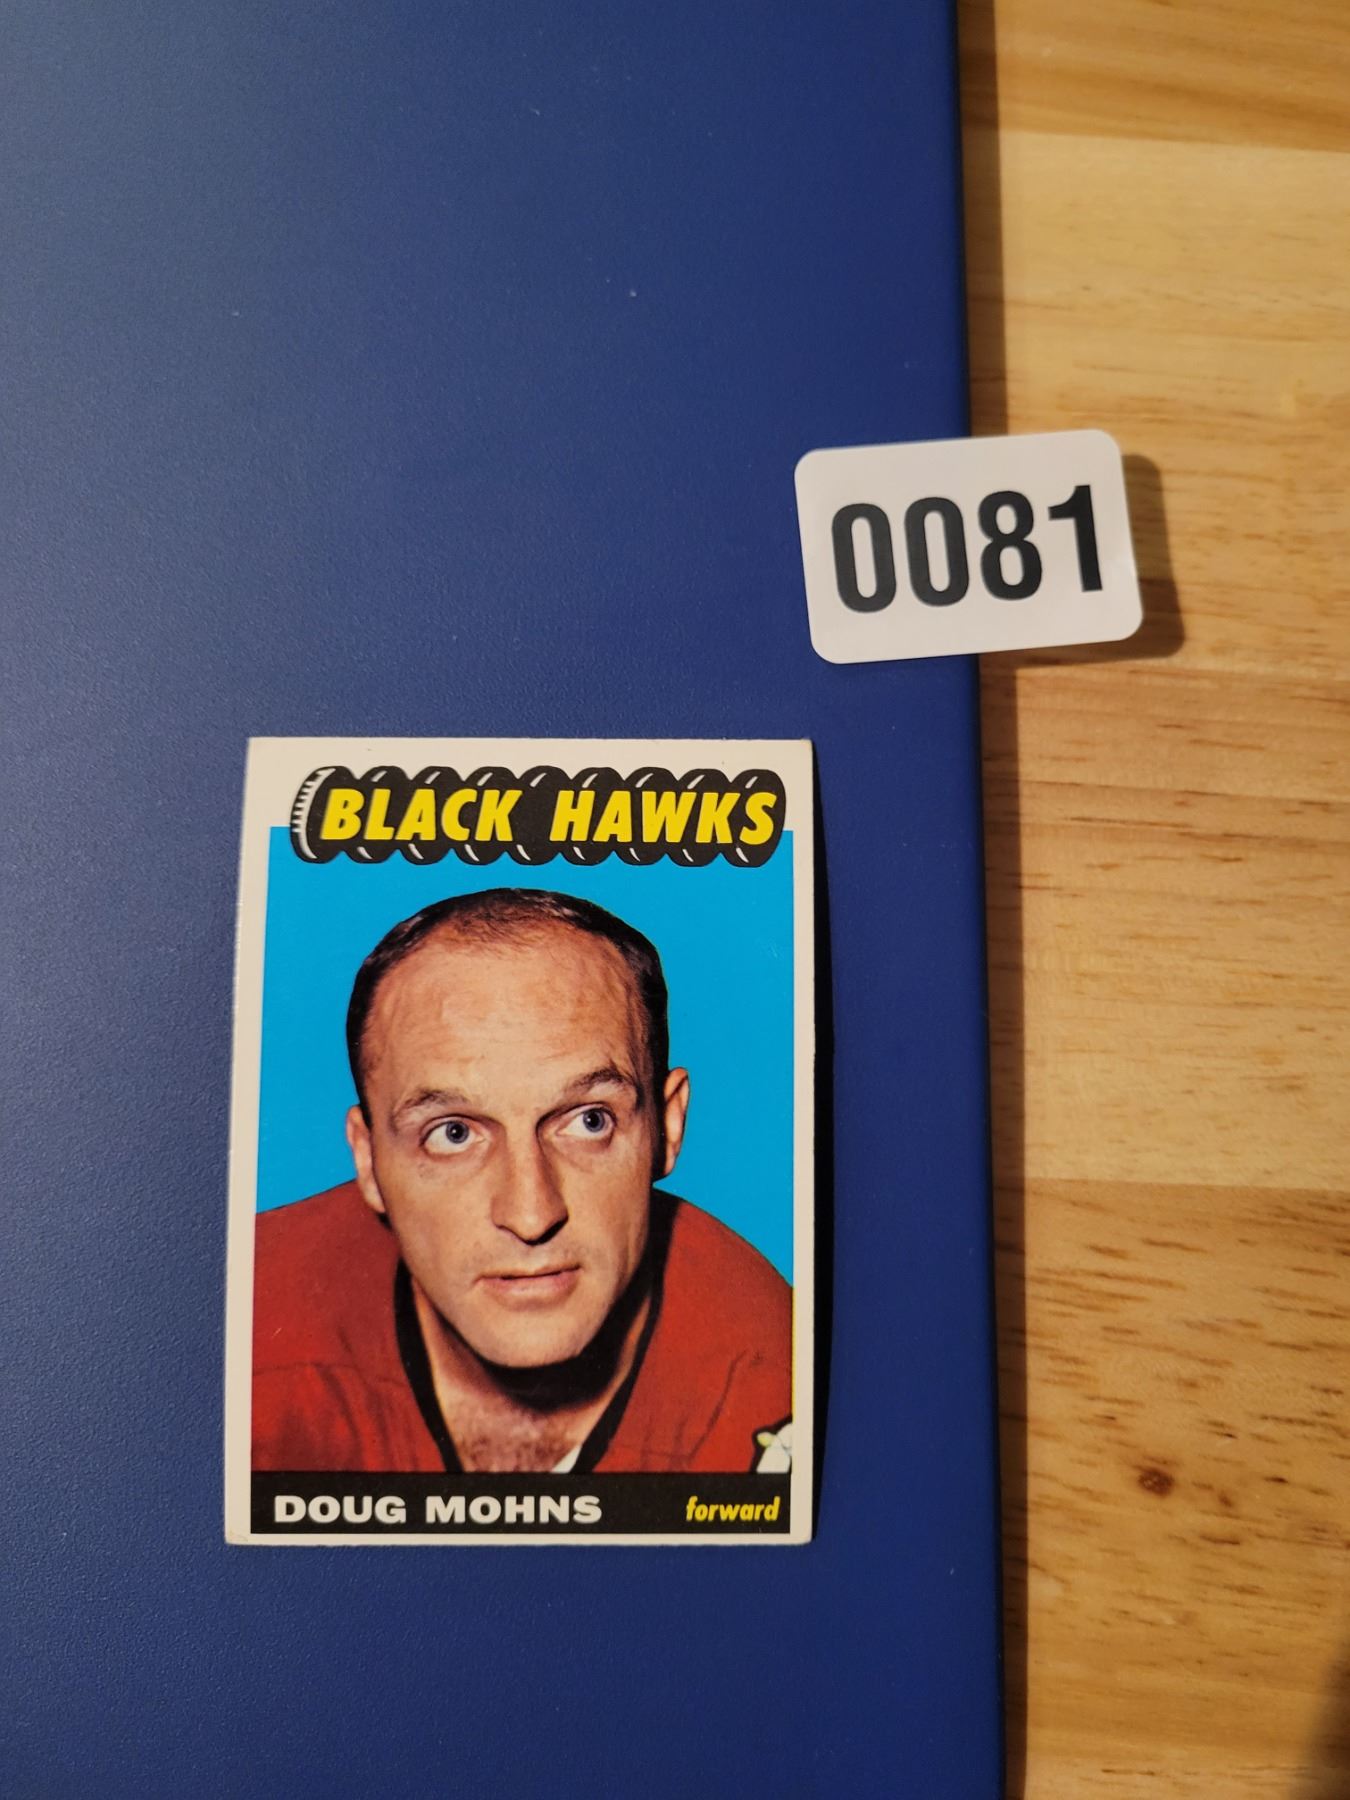 0081
BLACK HAWKS
DOUG MOHNS forward